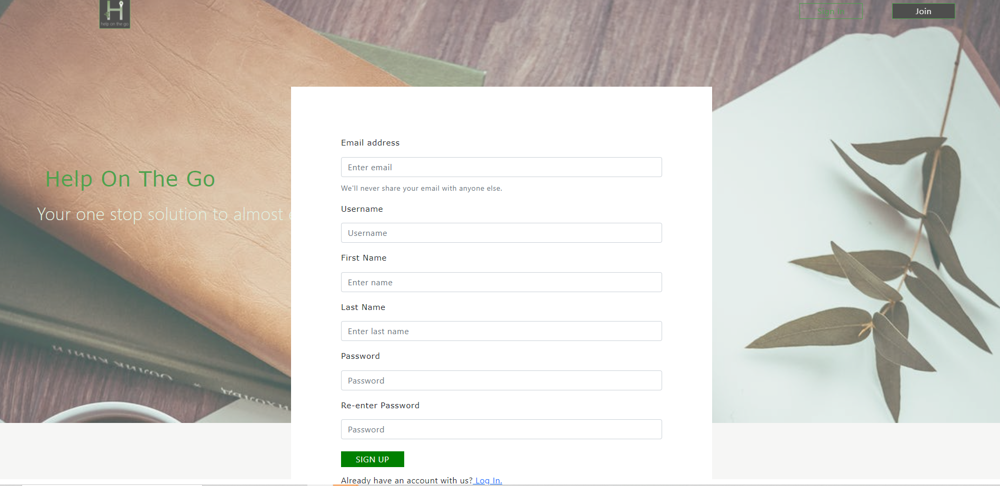 H
help on the go
Sign In
Join
Help On The Go
Your one stop solution to almost
Email address
Enter email
We'll never share your email with anyone else.
Username
Username
First Name
Enter name
Last Name
Enter last name
Password
Password
Re-enter Password
Password
SIGN UP
Already have an account with us? Log In.